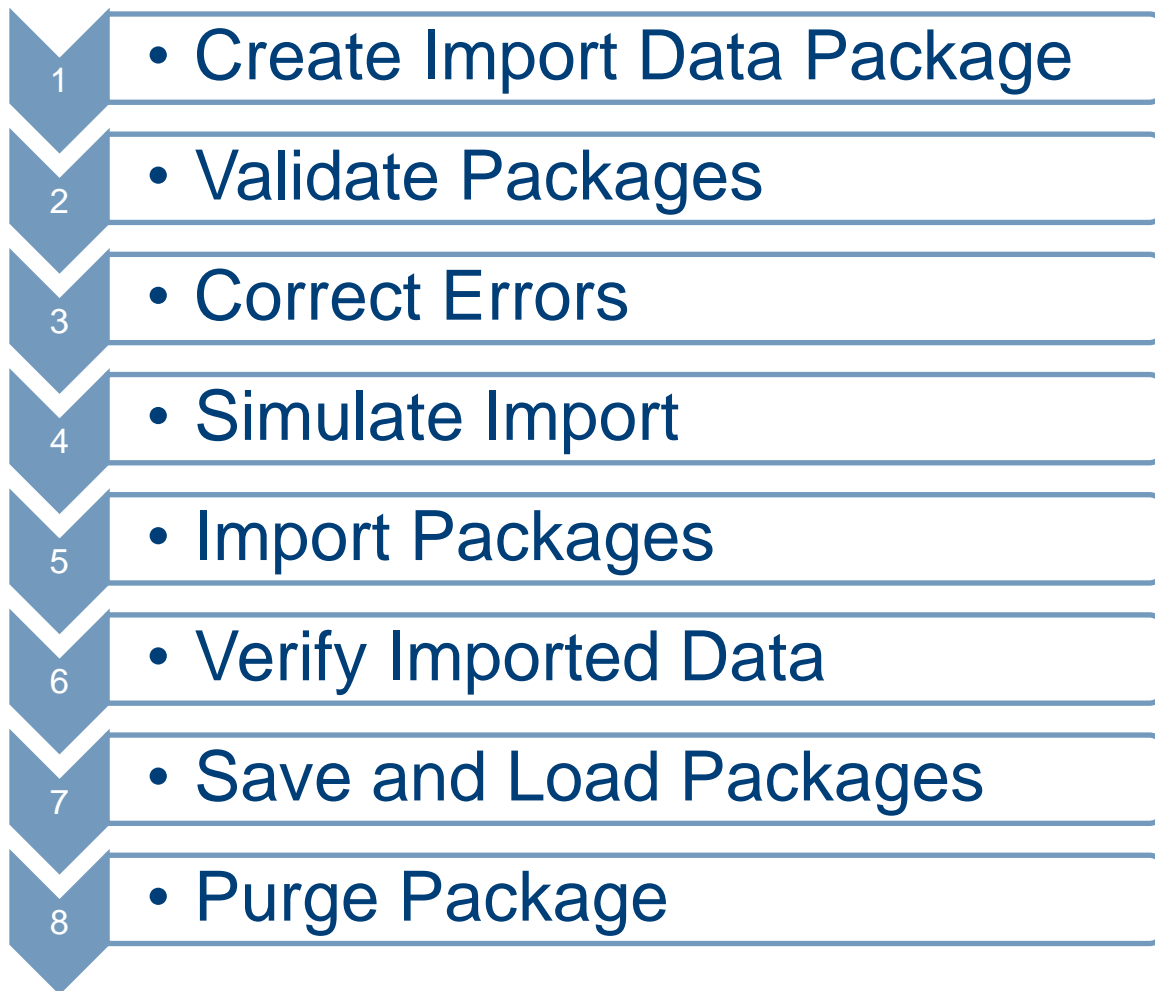 1 • Create Import Data Package
2 • Validate Packages
3 • Correct Errors
4 • Simulate Import
5 • Import Packages
6 • Verify Imported Data
7 • Save and Load Packages
8 • Purge Package